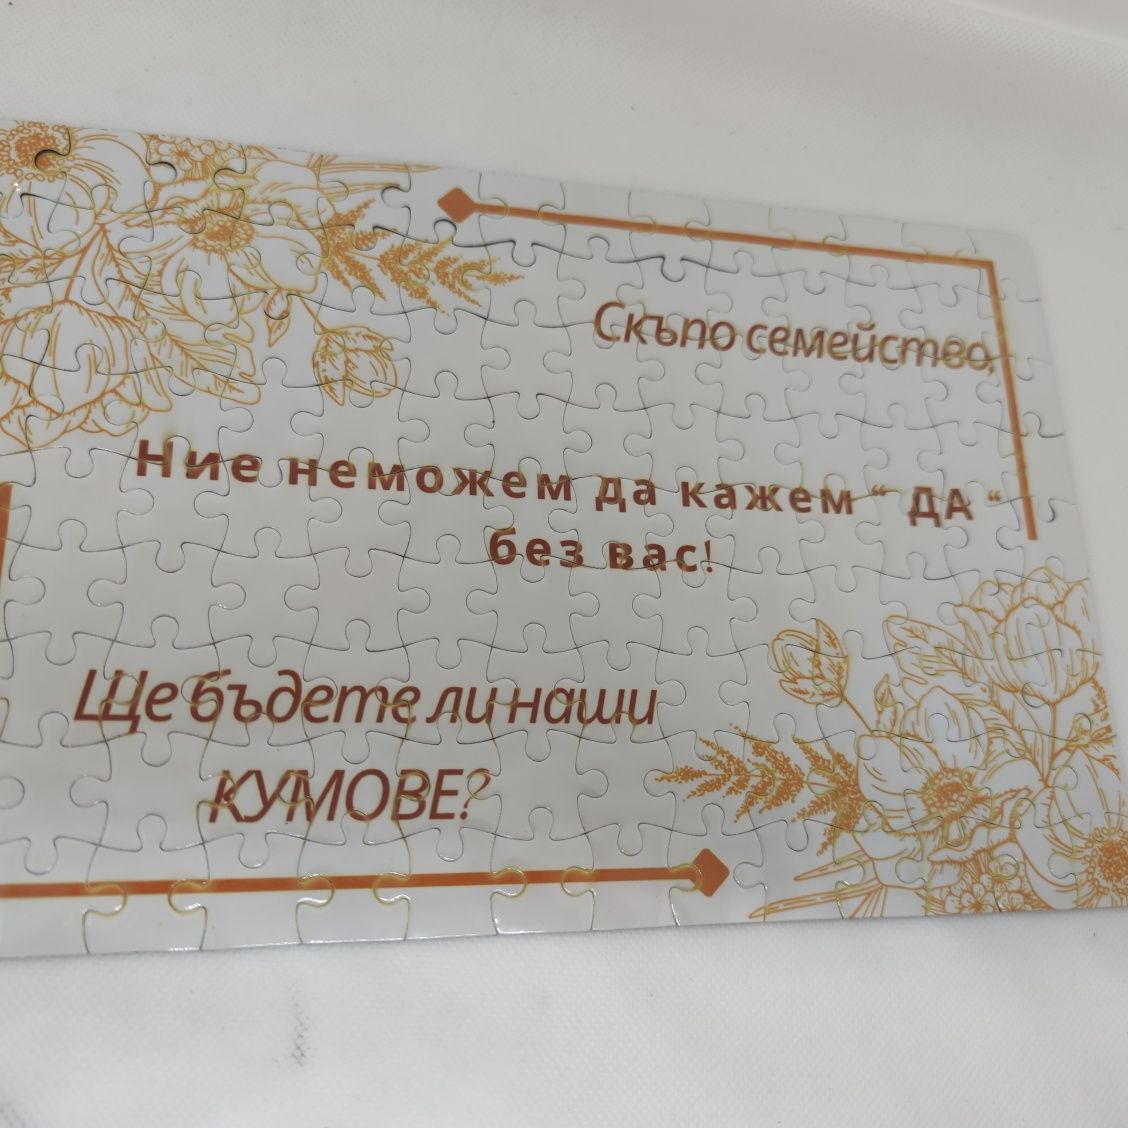 Скъпо семейство,
Ние неможем да кажем “ ДА “
без вас!
Ще бъдете ли наши
КУМОВЕ?